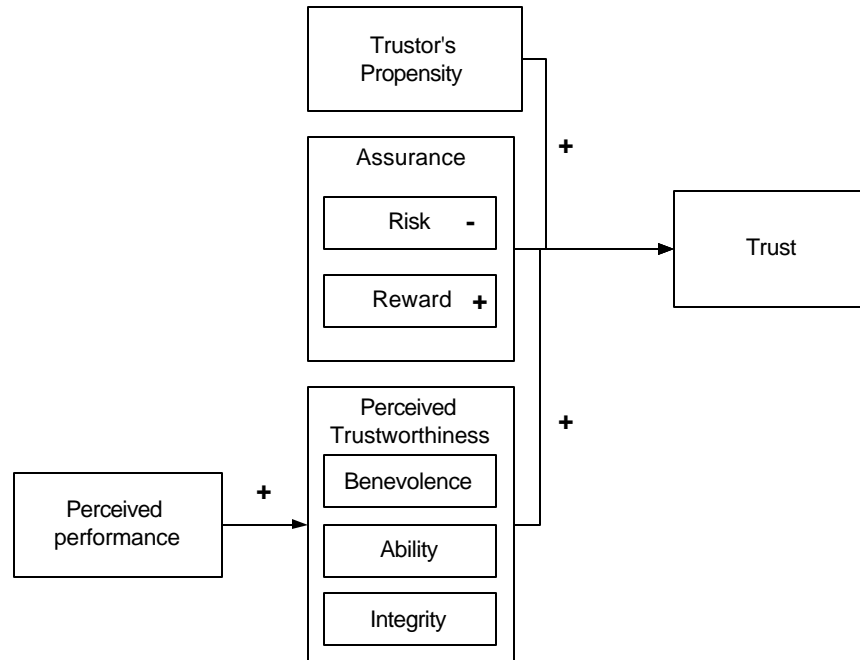 Trustor's
Propensity
+
Assurance
Risk -
Reward +
Trust
Perceived
Trustworthiness
+
Benevolence
+
Perceived
performance
Ability
Integrity